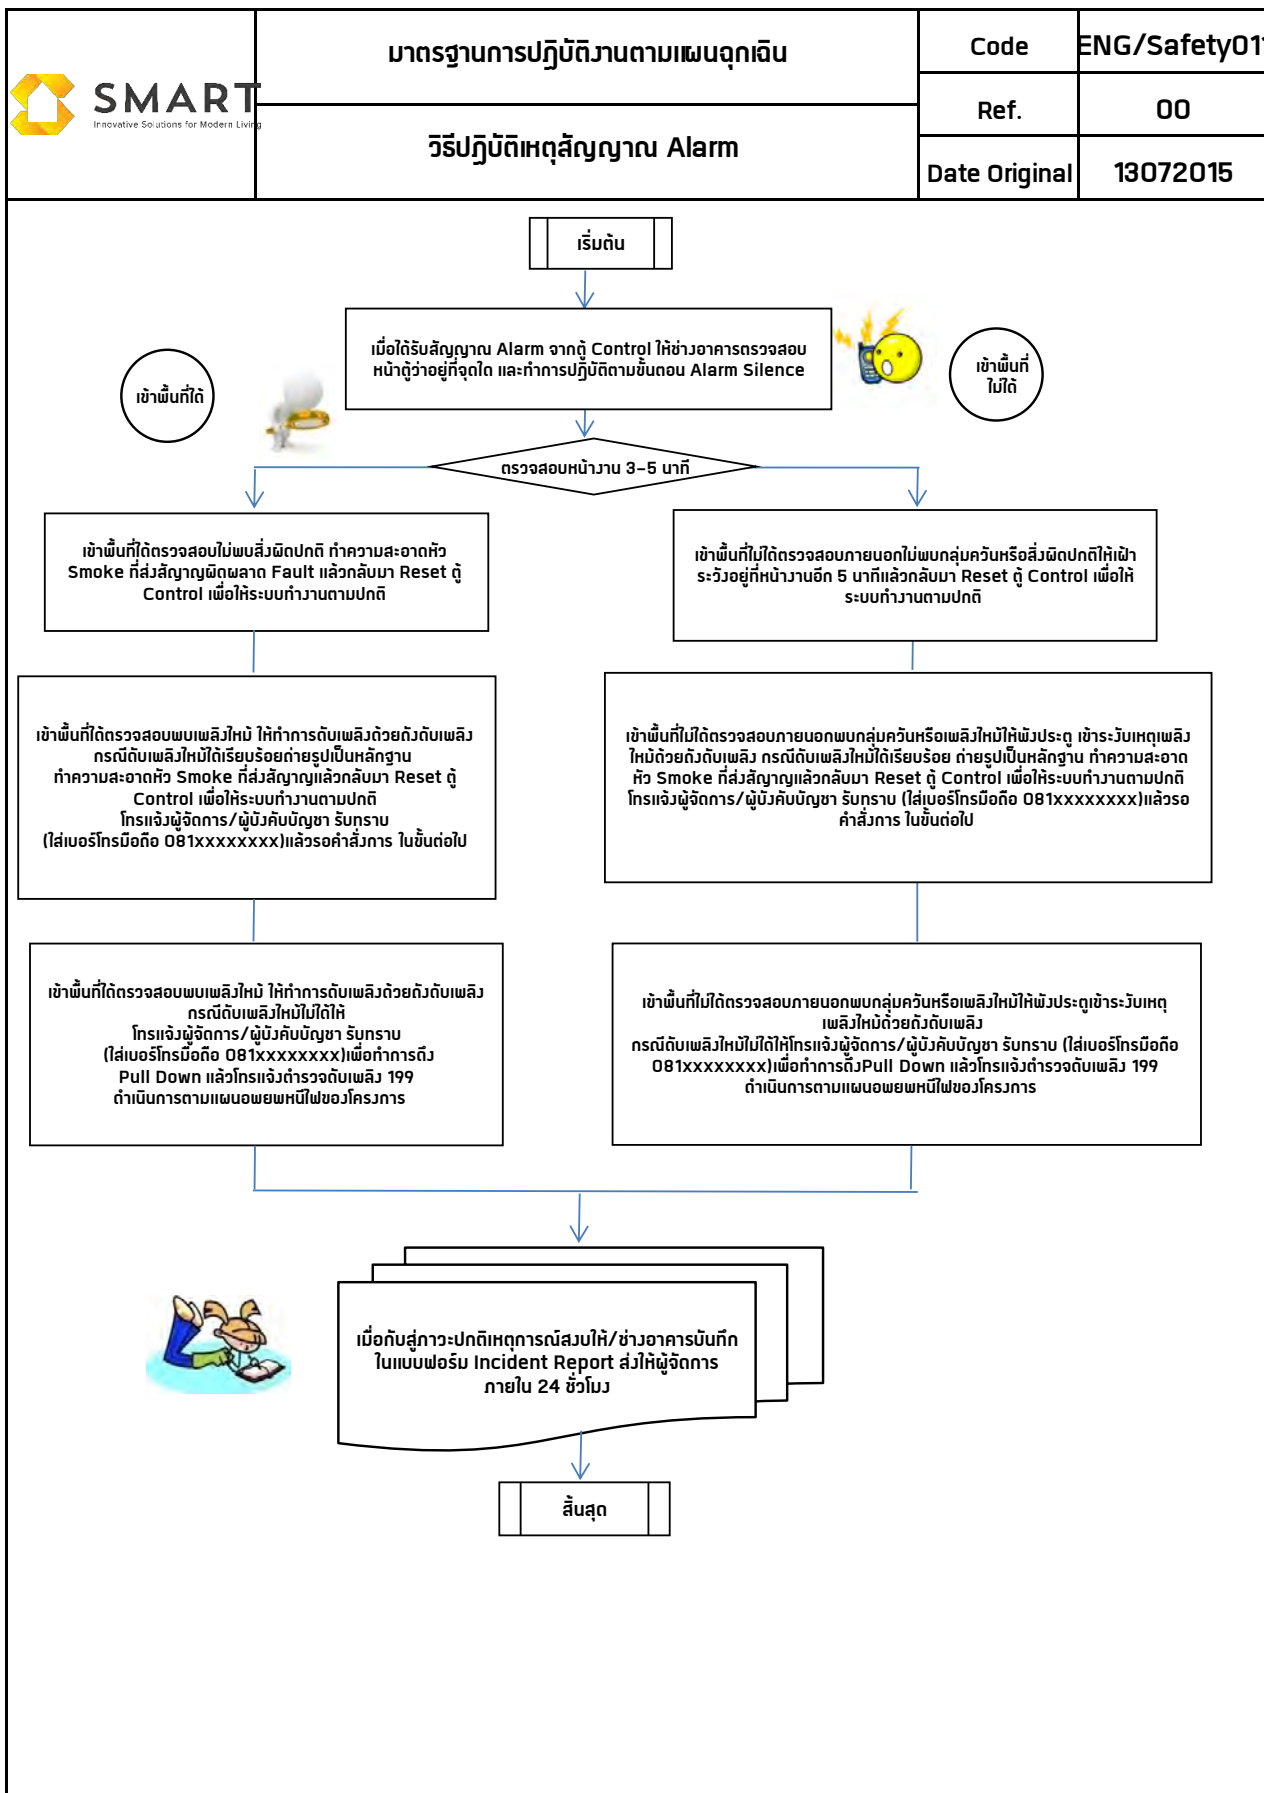 SMART
Innovative Solutions for Modern Living
มาตรฐานการปฏิบัติงานตามแผนฉุกเฉิน
วิธีปฏิบัติเหตุสัญญาณ Alarm
Code
ENG/Safety011
Ref.
00
Date Original
13072015
เริ่มต้น
เมื่อได้รับสัญญาณ Alarm จากตู้ Control ให้ช่างอาคารตรวจสอบ
หน้าตู้ว่าอยู่ที่จุดใด และทำการปฏิบัติตามขั้นตอน Alarm Silence
เข้าพื้นที่ได้
เข้าพื้นที่
ไม่ได้
ตรวจสอบหน้างาน 3-5 นาที
เข้าพื้นที่ได้ตรวจสอบไม่พบสิ่งผิดปกติ ทำความสะอาดหัว
Smoke ที่ส่งสัญาญผิดผลาด Fault แล้วกลับมา Reset ตู้
Control เพื่อให้ระบบทำงานตามปกติ
เข้าพื้นที่ไม่ได้ตรวจสอบภายนอกไม่พบกลุ่มควันหรือสิ่งผิดปกติให้เฝ้า
ระวังอยู่ที่หน้างานอีก 5 นาทีแล้วกลับมา Reset ตู้ Control เพื่อให้
ระบบทำงานตามปกติ
เข้าพื้นที่ได้ตรวจสอบพบเพลิงใหม้ ให้ทำการดับเพลิงด้วยถังดับเพลิง
กรณีดับเพลิงใหม้ได้เรียบร้อยถ่ายรูปเป็นหลักฐาน
ทำความสะอาดหัว Smoke ที่ส่งสัญาญแล้วกลับมา Reset ตู้
Control เพื่อให้ระบบทำงานตามปกติ
โทรแจ้งผู้จัดการ/ผู้บังคับบัญชา รับทราบ
(ใส่เบอร์โทรมือถือ 081xxxxxxxx)แล้วรอคำสั่งการ ในขั้นต่อไป
เข้าพื้นที่ไม่ได้ตรวจสอบภายนอกพบกลุ่มควันหรือเพลิงใหม้ให้พังประตู เข้าระงับเหตุเพลิง
ใหม้ด้วยถังดับเพลิง กรณีดับเพลิงใหม้ได้เรียบร้อย ถ่ายรูปเป็นหลักฐาน ทำความสะอาด
หัว Smoke ที่ส่งสัญาญแล้วกลับมา Reset ตู้ Control เพื่อให้ระบบทำงานตามปกติ
โทรแจ้งผู้จัดการ/ผู้บังคับบัญชา รับทราบ (ใส่เบอร์โทรมือถือ 081xxxxxxxx)แล้วรอ
คำสั่งการ ในขั้นต่อไป
เข้าพื้นที่ได้ตรวจสอบพบเพลิงใหม้ ให้ทำการดับเพลิงด้วยถังดับเพลิง
กรณีดับเพลิงใหม้ไม่ได้ให้
โทรแจ้งผู้จัดการ/ผู้บังคับบัญชา รับทราบ
(ใส่เบอร์โทรมือถือ 081xxxxxxxx)เพื่อทำการดึง
Pull Down แล้วโทรแจ้งตำรวจดับเพลิง 199
ดำเนินการตามแผนอพยพหนีไฟของโครงการ
เข้าพื้นที่ไม่ได้ตรวจสอบภายนอกพบกลุ่มควันหรือเพลิงใหม้ให้พังประตูเข้าระงับเหตุ
เพลิงใหม้ด้วยถังดับเพลิง
กรณีดับเพลิงใหม้ไม่ได้ให้โทรแจ้งผู้จัดการ/ผู้บังคับบัญชา รับทราบ (ใส่เบอร์โทรมือถือ
081xxxxxxxx)เพื่อทำการดึงPull Down แล้วโทรแจ้งตำรวจดับเพลิง 199
ดำเนินการตามแผนอพยพหนีไฟของโครงการ
เมื่อกับสู่ภาวะปกติเหตุการณ์สงบให้/ช่างอาคารบันทึก
ในแบบฟอร์ม Incident Report ส่งให้ผู้จัดการ
ภายใน 24 ชั่วโมง
สิ้นสุด